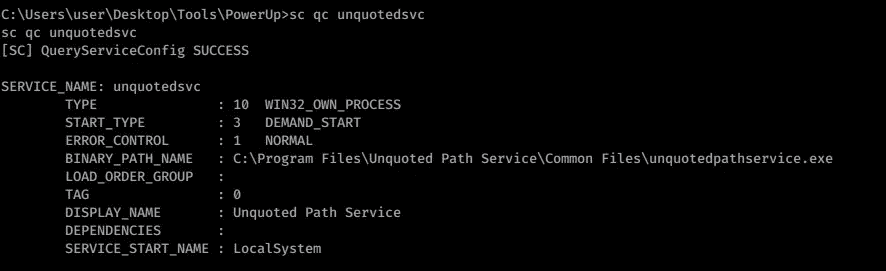 C:\Users\user\Desktop\Tools\PowerUp>sc qc unquotedsvc
sc qc unquotedsvc
[SC] QueryServiceConfig SUCCESS

SERVICE_NAME: unquotedsvc
        TYPE               : 10  WIN32_OWN_PROCESS
        START_TYPE         : 3   DEMAND_START
        ERROR_CONTROL      : 1   NORMAL
        BINARY_PATH_NAME   : C:\Program Files\Unquoted Path Service\Common Files\unquotedpathservice.exe
        LOAD_ORDER_GROUP   :
        TAG                : 0
        DISPLAY_NAME       : Unquoted Path Service
        DEPENDENCIES       :
        SERVICE_START_NAME : LocalSystem